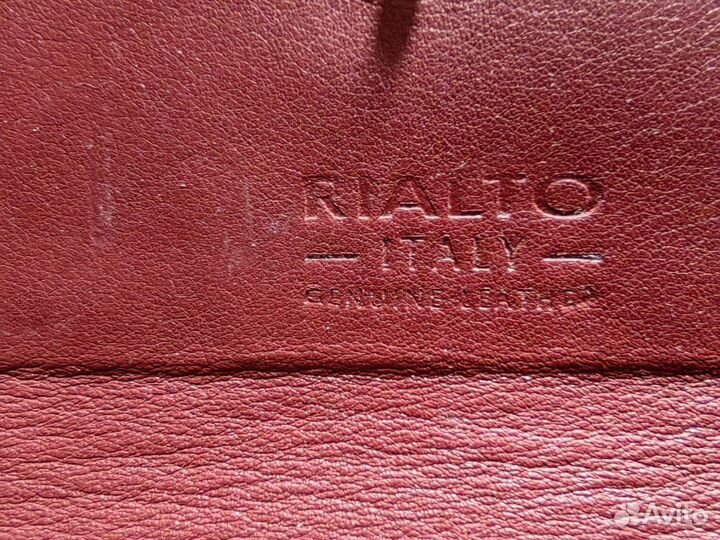 RIALTO
— ITALY —
GENUINE LEATHER
Avito